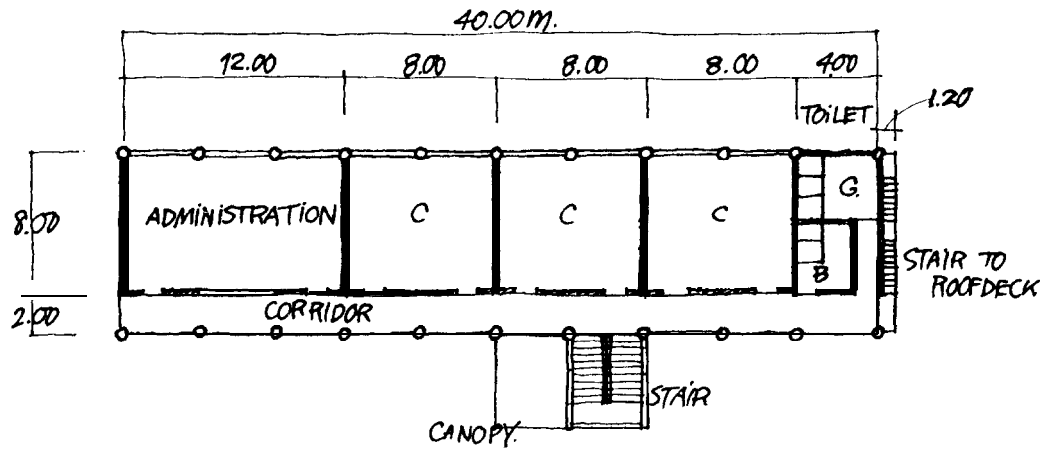 40.00 m.
12.00 8.00 8.00 8.00 4.00
1.20
TOILET
8.00
ADMINISTRATION C C C G.
B
STAIR TO
ROOFDECK
2.00
CORRIDOR
STAIR
CANOPY.